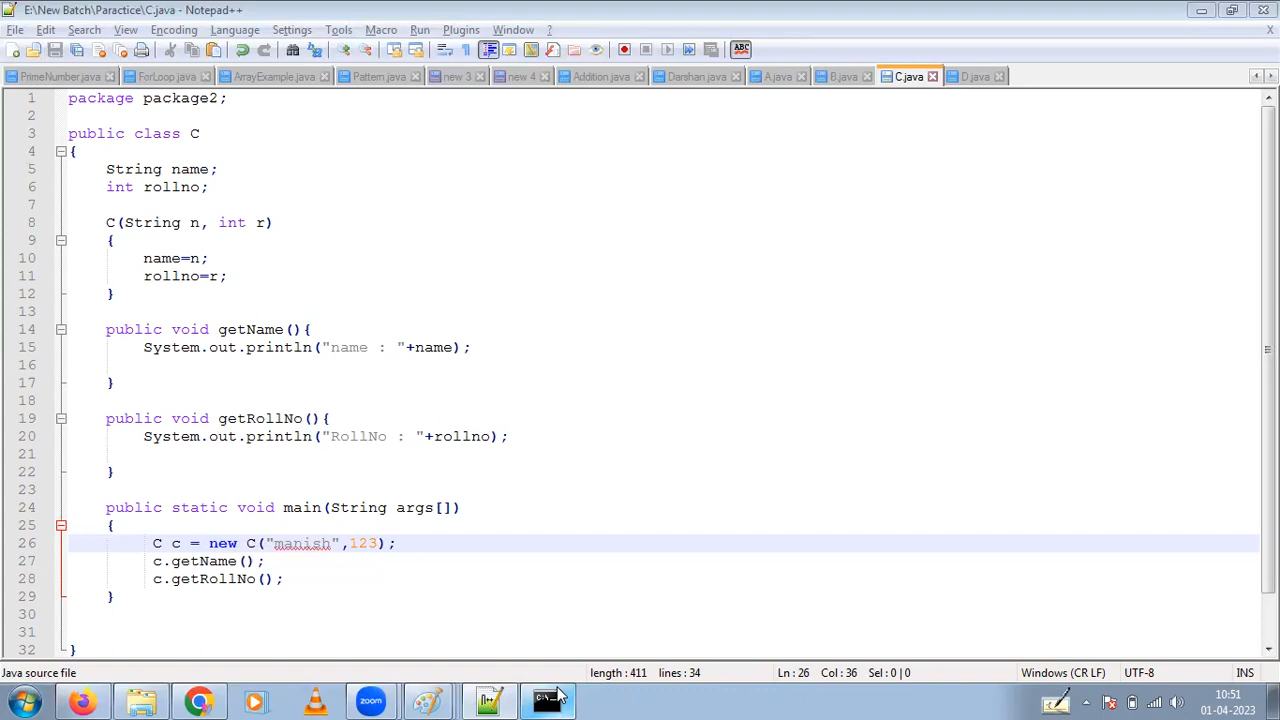 E:\New Batch\Paractice\C.java - Notepad++
File Edit Search View Encoding Language Settings Tools Macro Run Plugins Window ? X
ABC
PrimeNumber.java ForLoop.java ArrayExample.java Pattern.java new 3 new 4 Addition.java Darshan.java A.java B.java C.java D.java
1 package package2;
2
3 public class C
4 {
5 String name;
6 int rollno;
7
8 C(String n, int r)
9 {
10 name=n;
11 rollno=r;
12 }
13
14 public void getName(){
15 System.out.println("name : "+name);
16
17 }
18
19 public void getRollNo(){
20 System.out.println("RollNo : "+rollno);
21
22 }
23
24 public static void main(String args[])
25 {
26 C c = new C("manish",123);
27 c.getName();
28 c.getRollNo();
29 }
30
31
32 }
Java source file length : 411 lines : 34 Ln : 26 Col : 36 Sel : 0 | 0 Windows (CR LF) UTF-8 INS
zoom
10:51
01-04-2023